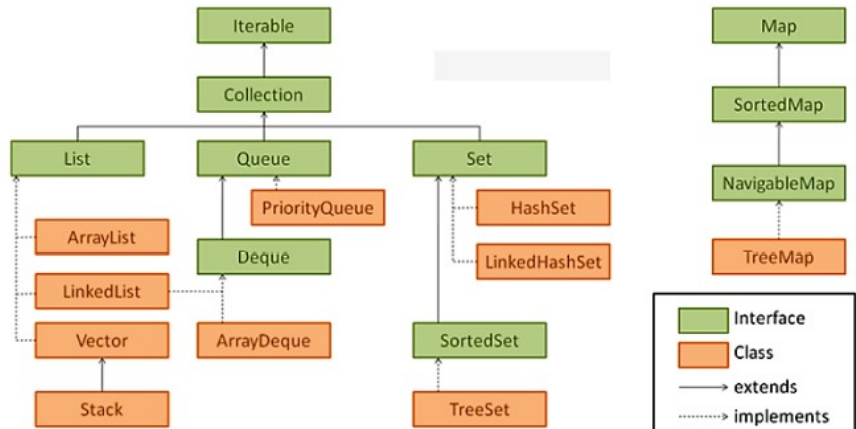 Iterable
Map
Collection
SortedMap
List
Queue
Set
NavigableMap
PriorityQueue
HashSet
ArrayList
Deque
LinkedHashSet
TreeMap
LinkedList
Interface
Vector
ArrayDeque
SortedSet
Class
extends
Stack
TreeSet
implements